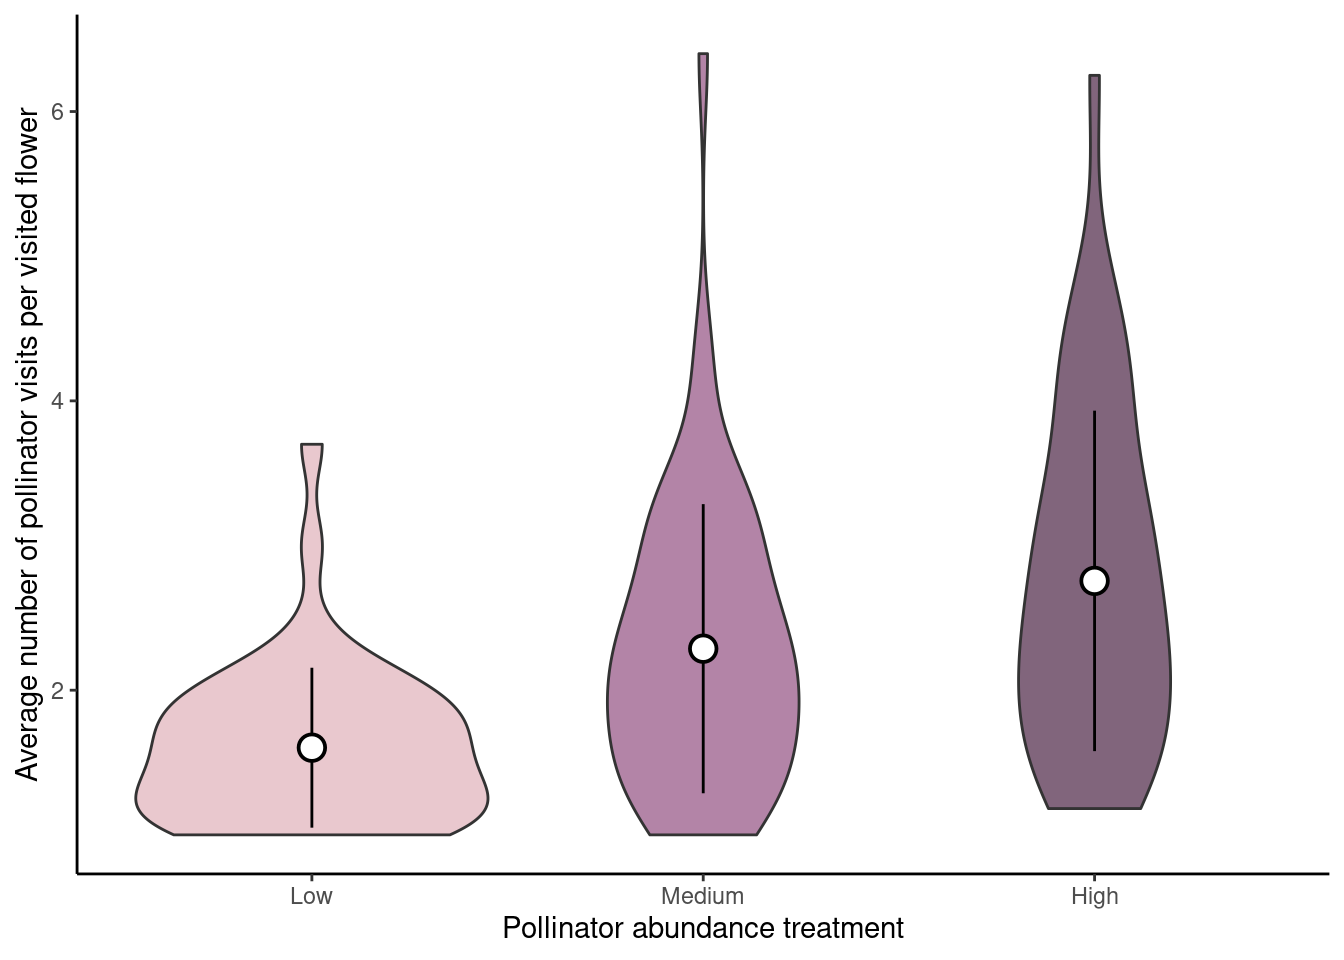 Average number of pollinator visits per visited flower
6
4
2
Low Medium High
Pollinator abundance treatment